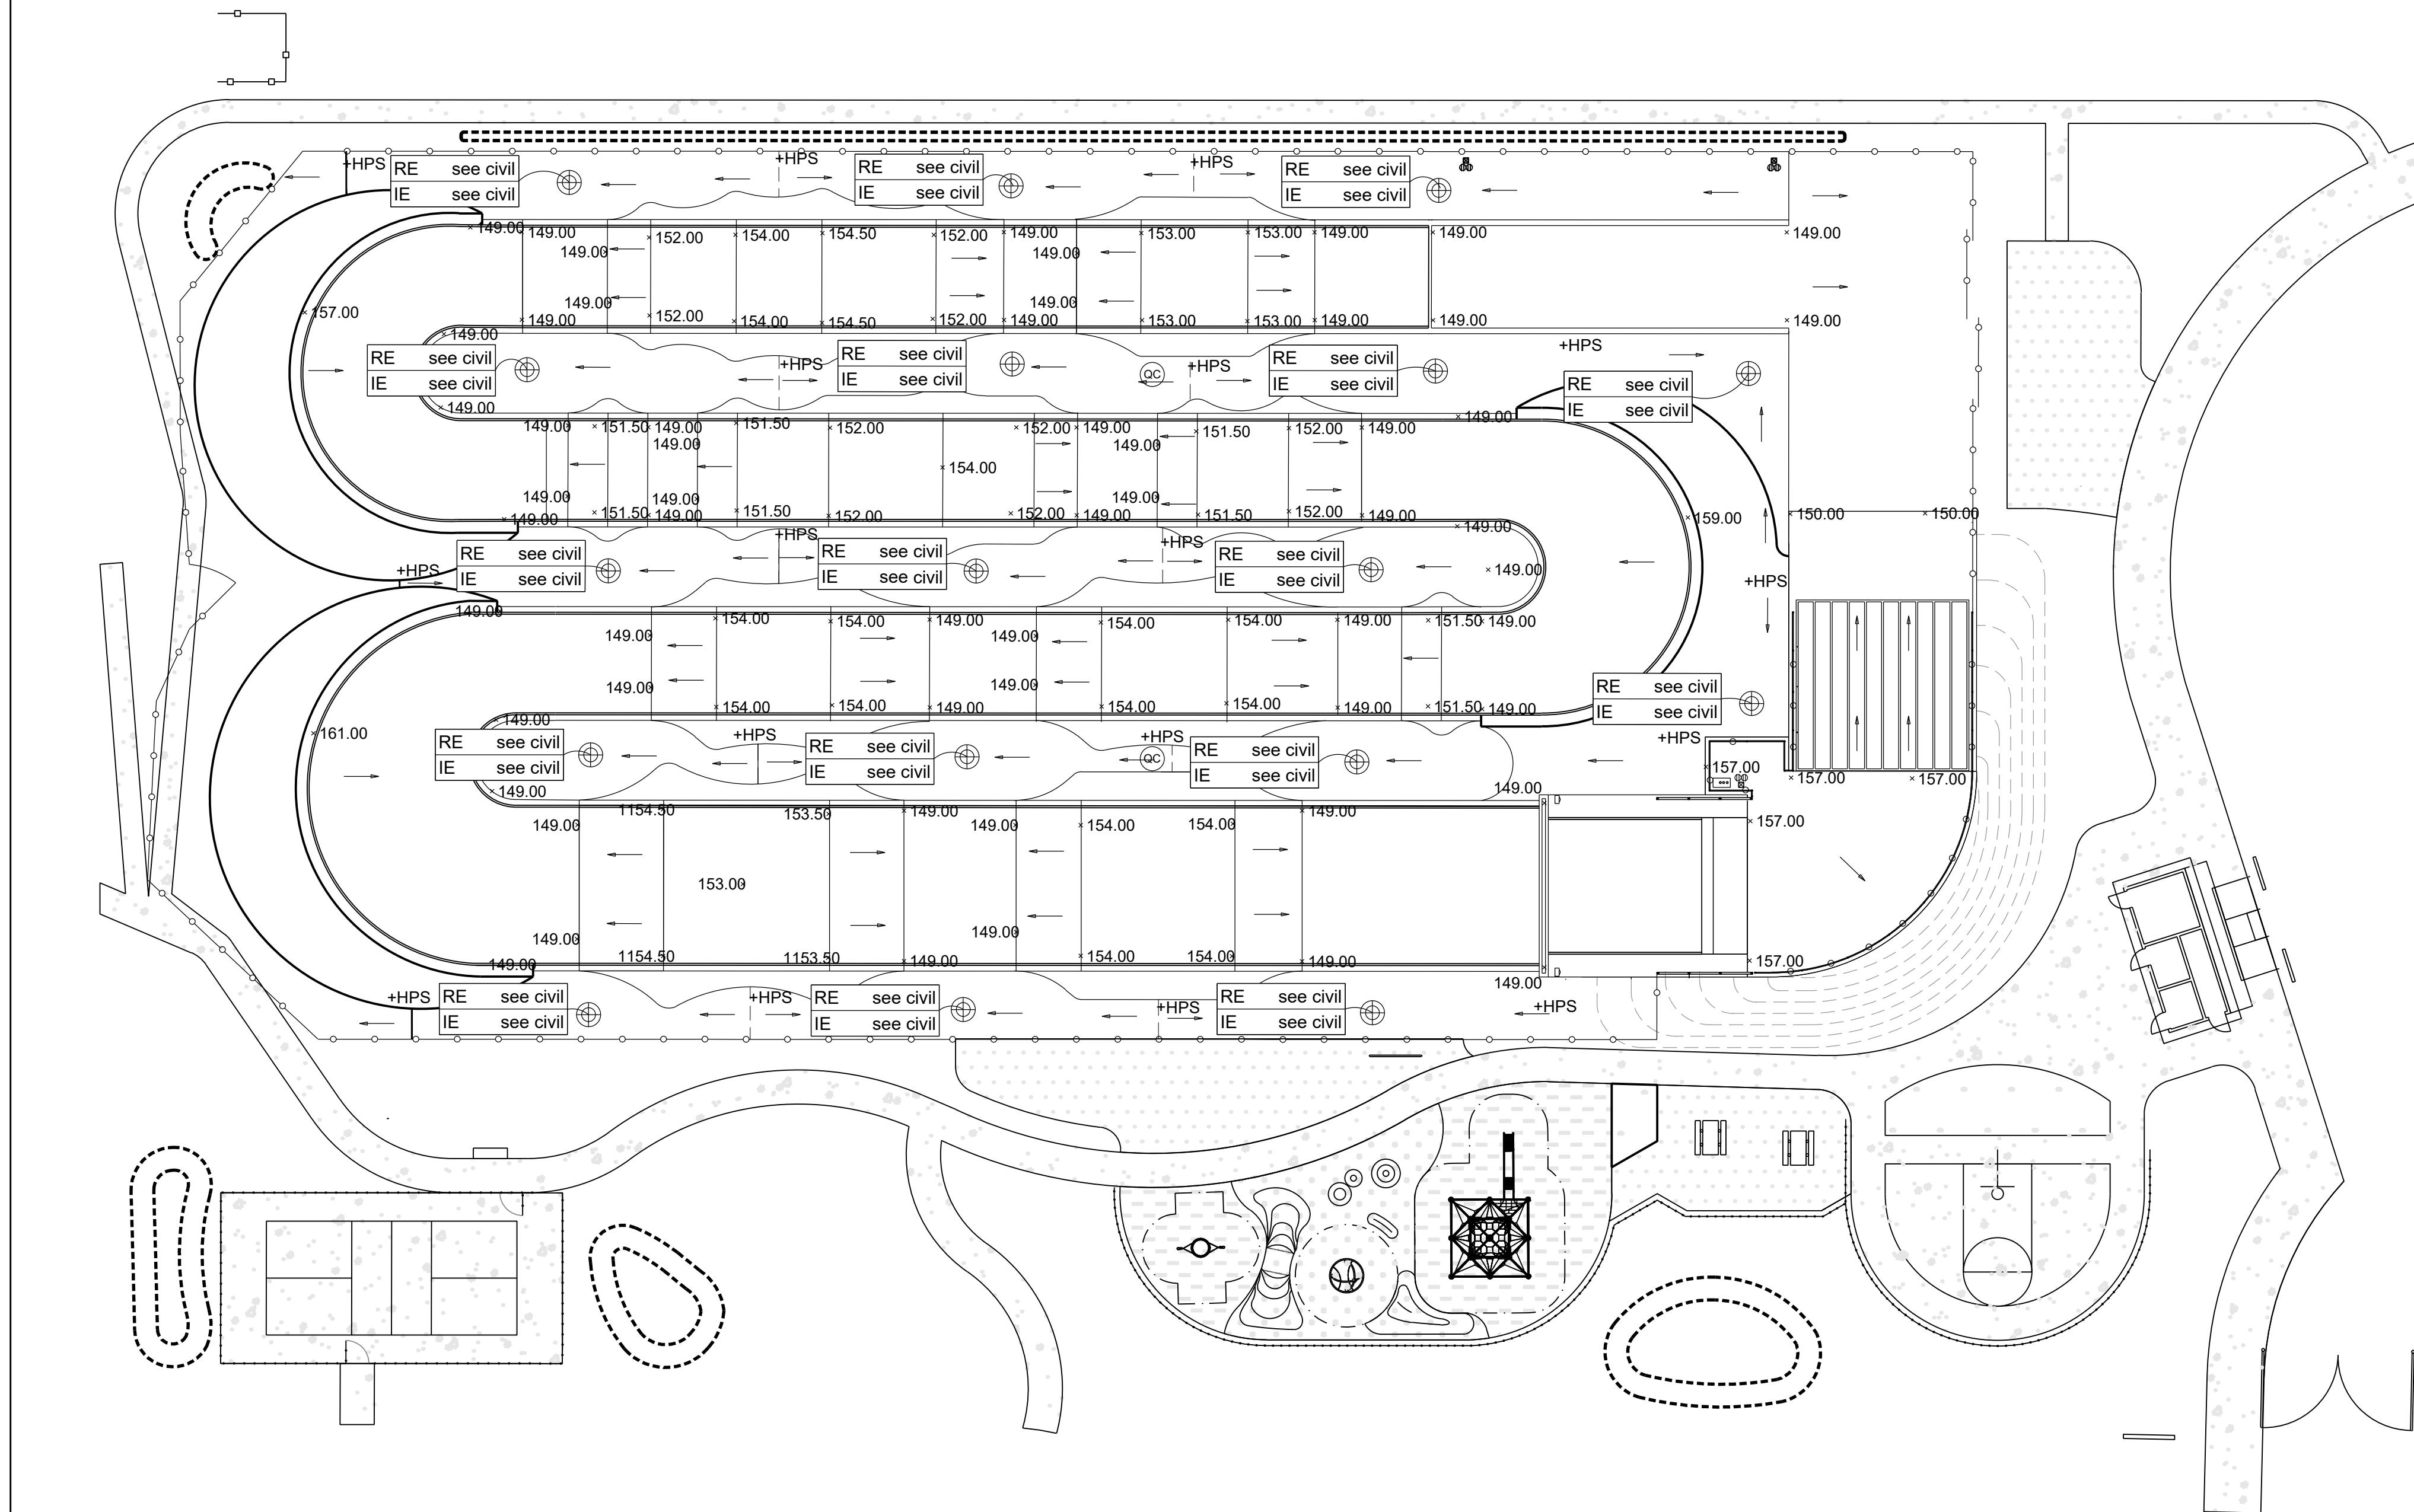 +HPS
RE see civil
IE see civil
+HPS
RE see civil
IE see civil
+HPS
RE see civil
IE see civil
149.00 149.00 152.00 154.00 154.50 152.00 149.00 153.00 153.00 149.00 149.00 149.00
149.00 149.00
149.00 149.00
157.00
149.00 152.00 154.00 154.50 152.00 149.00 153.00 153.00 149.00 149.00 149.00
149.00
+HPS
RE see civil
IE see civil
+HPS
RE see civil
IE see civil
QC
+HPS
RE see civil
IE see civil
RE see civil
IE see civil
149.00
149.00
149.00 151.50 149.00 151.50 152.00 152.00 149.00 151.50 152.00 149.00
149.00 149.00
154.00
149.00 149.00 149.00
149.00 151.50 149.00 151.50 152.00 152.00 149.00 151.50 152.00 149.00 149.00
159.00 150.00 150.00
+HPS
+HPS
+HPS
RE see civil
IE see civil
RE see civil
IE see civil
RE see civil
IE see civil
149.00
+HPS
149.00 154.00 154.00 149.00 154.00 154.00 149.00 151.50 149.00
149.00 149.00
149.00 149.00
154.00 154.00 149.00 154.00 154.00 149.00 151.50 149.00
RE see civil
IE see civil
149.00
161.00
+HPS
+HPS
+HPS
RE see civil
IE see civil
RE see civil
IE see civil
QC
RE see civil
IE see civil
157.00 157.00 157.00
149.00
149.00
149.00 1154.50 153.50 149.00 149.00 154.00 154.00 149.00 157.00
153.00
149.00 149.00
149.00 1154.50 1153.50 149.00 154.00 154.00 149.00 157.00
149.00
+HPS
RE see civil
IE see civil
+HPS
RE see civil
IE see civil
+HPS
RE see civil
IE see civil
+HPS